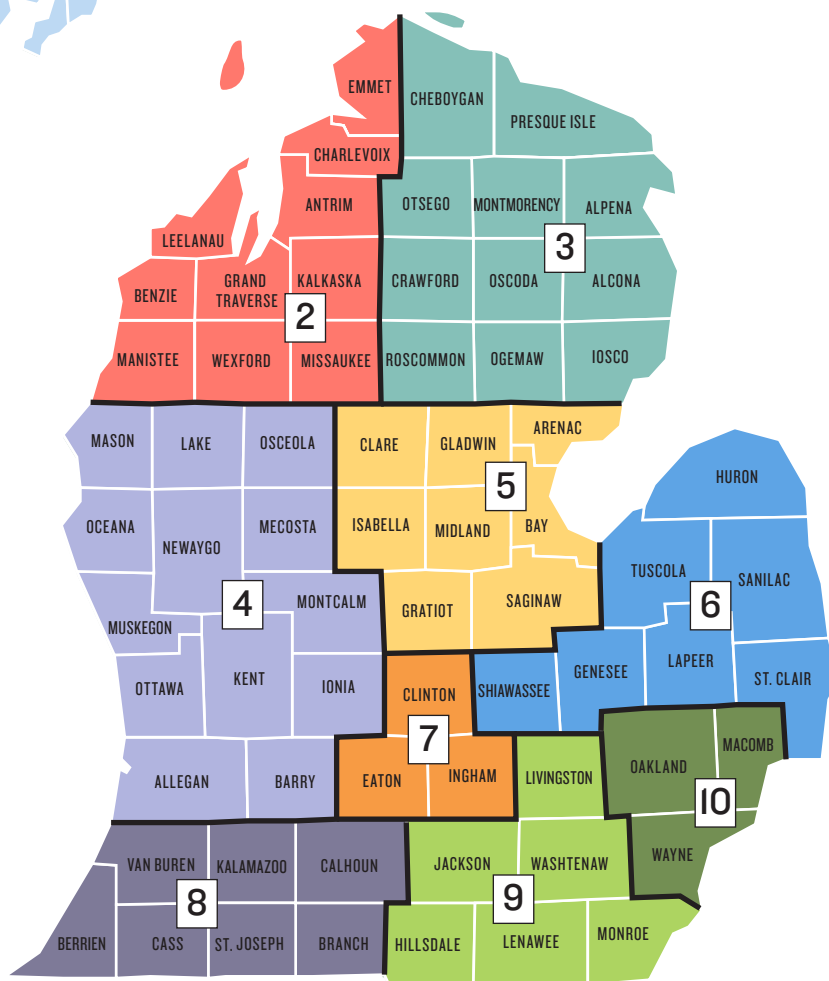 EMMET
CHEBOYGAN
PRESQUE ISLE
CHARLEVOIX
ANTRIM
OTSEGO
MONTMORENCY
ALPENA
LEELANAU
3
BENZIE
GRAND
TRAVERSE
KALKASKA
CRAWFORD
OSCODA
ALCONA
2
MANISTEE
WEXFORD
MISSAUKEE
ROSCOMMON
OGEMAW
IOSCO
MASON
LAKE
OSCEOLA
CLARE
GLADWIN
ARENAC
HURON
5
OCEANA
NEWAYGO
MECOSTA
ISABELLA
MIDLAND
BAY
TUSCOLA
SANILAC
4
6
MUSKEGON
MONTCALM
GRATIOT
SAGINAW
OTTAWA
KENT
IONIA
CLINTON
SHIAWASSEE
GENESEE
LAPEER
ST. CLAIR
7
ALLEGAN
BARRY
EATON
INGHAM
LIVINGSTON
OAKLAND
MACOMB
10
VAN BUREN
KALAMAZOO
CALHOUN
JACKSON
WASHTENAW
WAYNE
8
9
BERRIEN
CASS
ST. JOSEPH
BRANCH
HILLSDALE
LENAWEE
MONROE